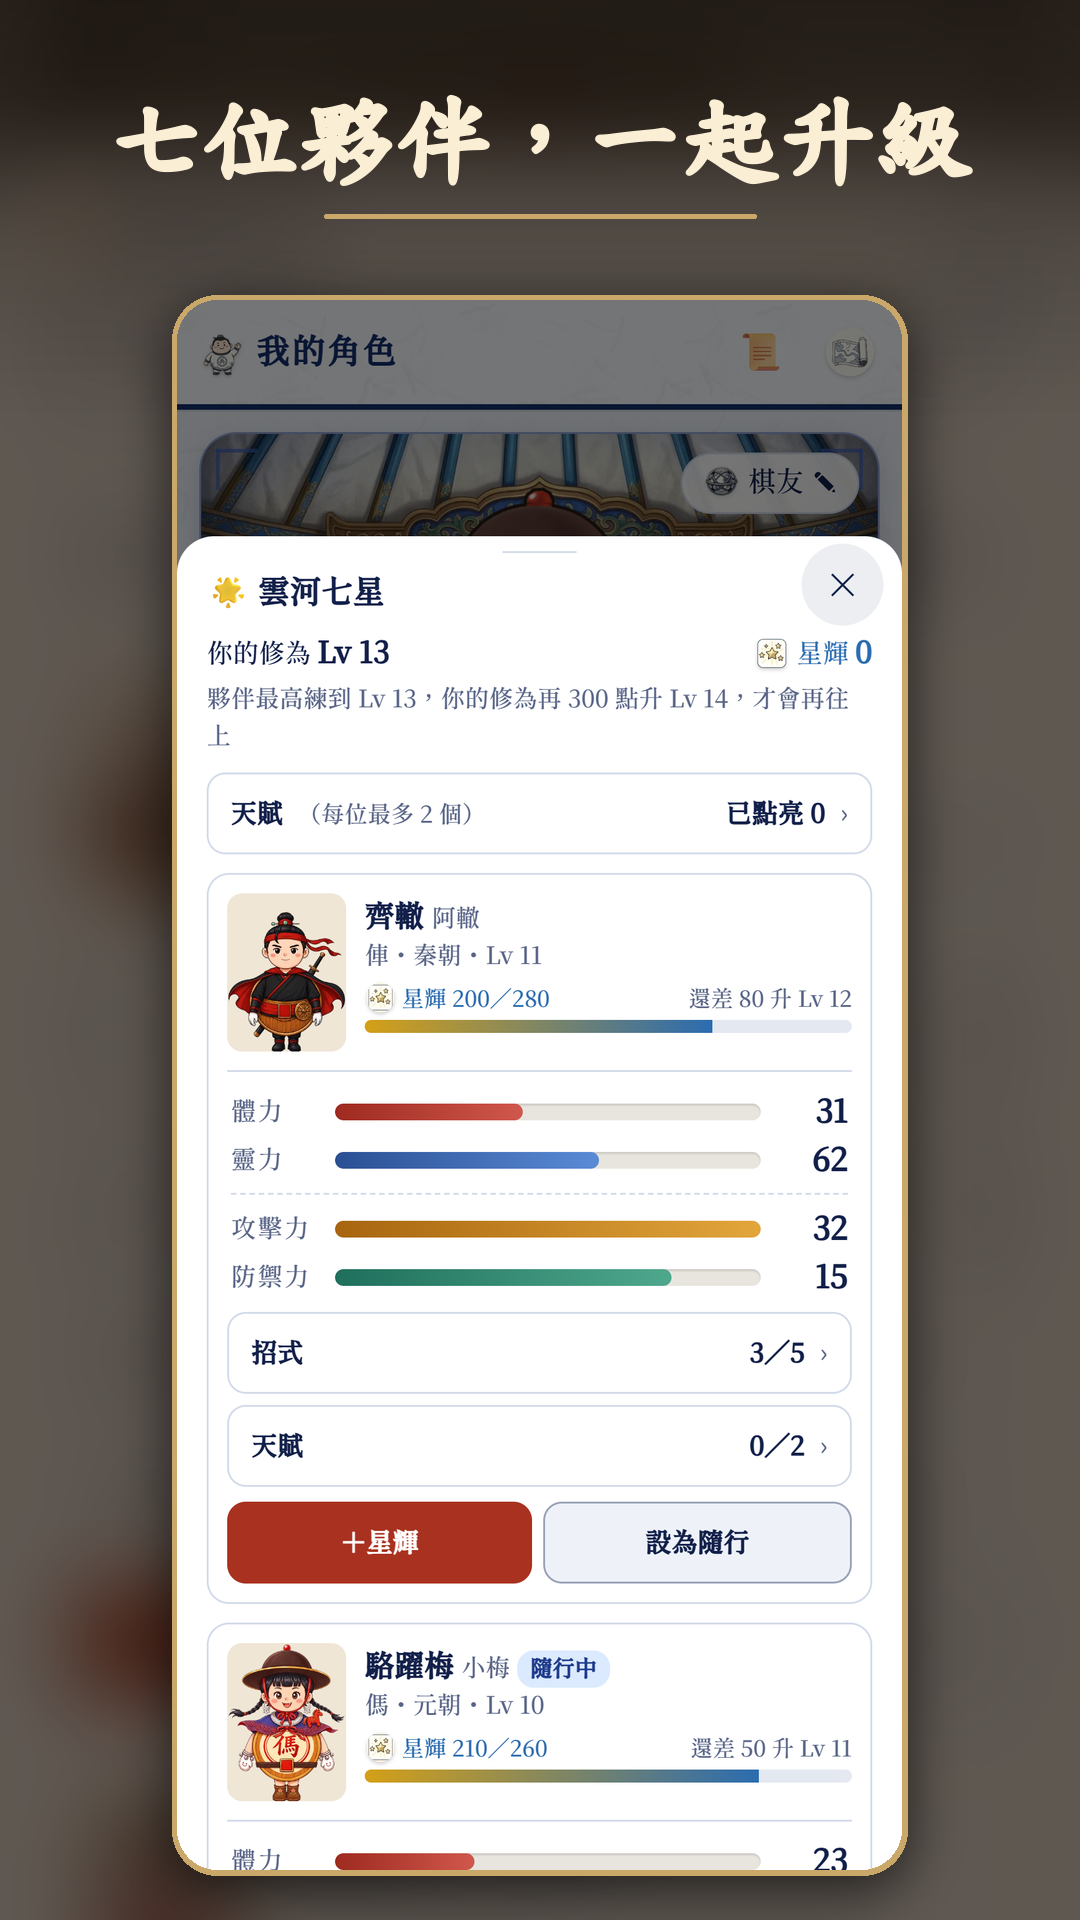 七位夥伴，一起升級
我的角色
棋友
雲河七星
你的修為 Lv 13
星輝 0
夥伴最高練到 Lv 13，你的修為再 300 點升 Lv 14，才會再往
上
天賦 （每位最多 2 個）
已點亮 0 ›
齊轍 阿轍
俥・秦朝・Lv 11
星輝 200／280
還差 80 升 Lv 12
體力 31
靈力 62
攻擊力 32
防禦力 15
招式 3／5 ›
天賦 0／2 ›
＋星輝
設為隨行
駱躍梅 小梅 隨行中
傌・元朝・Lv 10
傌
星輝 210／260
還差 50 升 Lv 11
體力 23